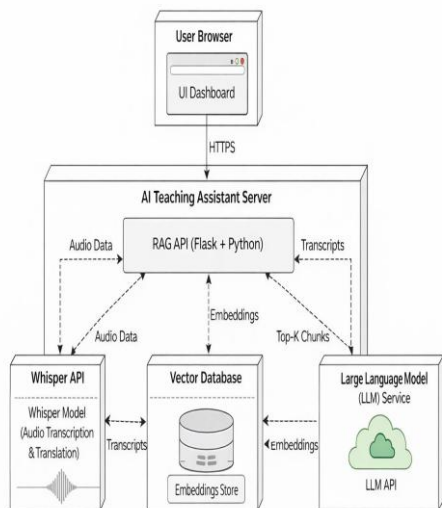 User Browser
UI Dashboard
HTTPS
AI Teaching Assistant Server
RAG API (Flask + Python)
Audio Data
Transcripts
Embeddings
Audio Data
Top-K Chunks
Whisper API
Whisper Model
(Audio Transcription
& Translation)
Transcripts
Vector Database
Embeddings Store
Embeddings
Large Language Model
(LLM) Service
LLM API